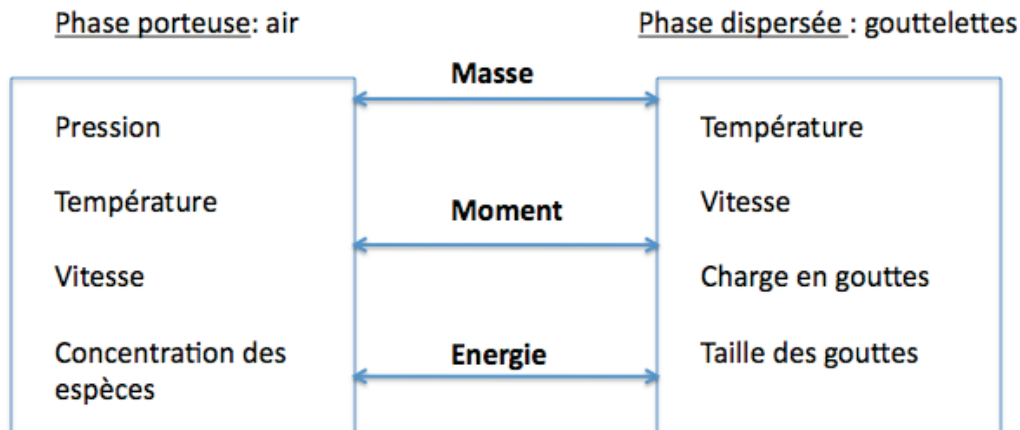 Phase porteuse: air
Phase dispersée : gouttelettes
Masse
Pression
Température
Température
Moment
Vitesse
Vitesse
Charge en gouttes
Concentration des
espèces
Energie
Taille des gouttes